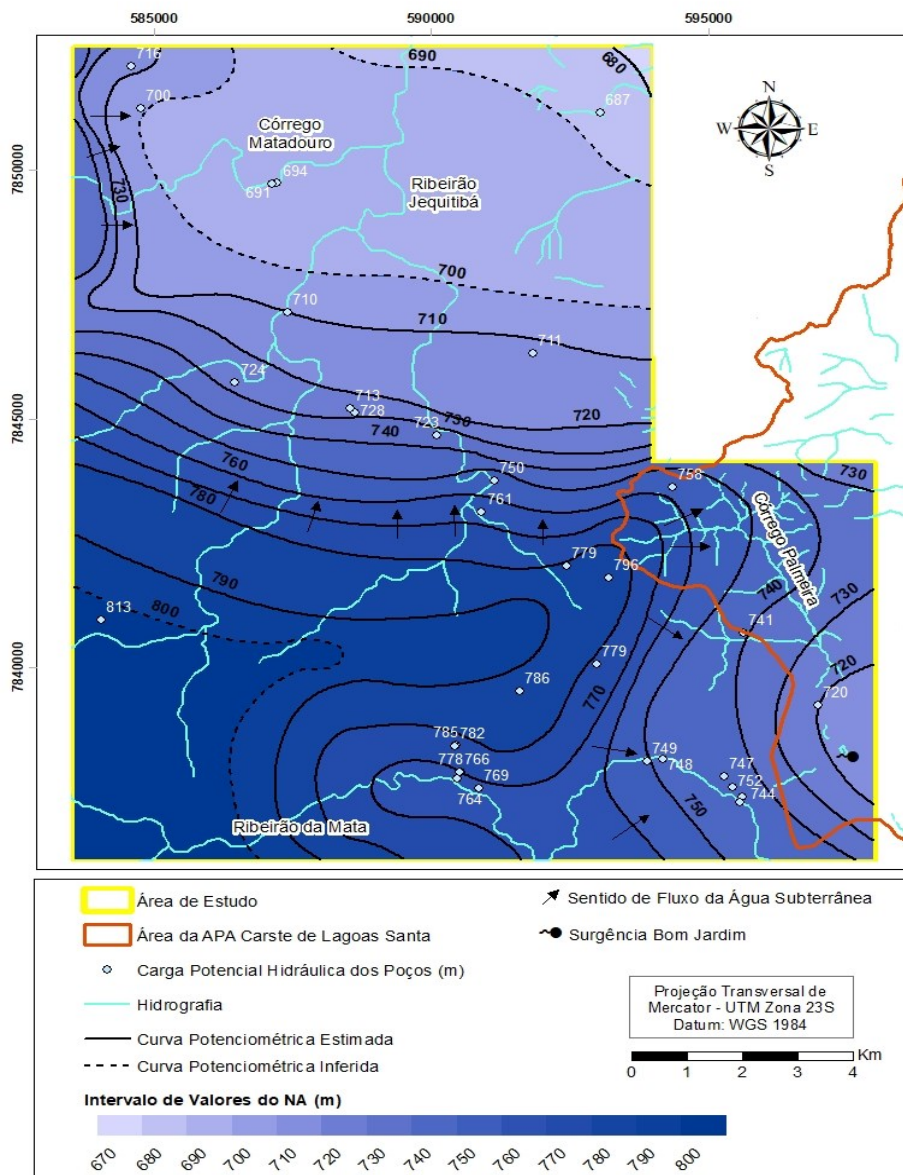 585000 590000 595000
716
690
680
700
687
N
W E
S
Córrego
Matadouro
7850000
694
691
Ribeirão
Jequitibá
730
700
710
710
711
724
713
728
730
720
7845000
723
740
750
758
730
760
761
780
Córrego Palmeira
779
796
790
740
730
800
813
741
7840000
779
720
786
770
720
785 782
749
748
778 766
747
769
752
764
744
750
Ribeirão da Mata
Área de Estudo
Área da APA Carste de Lagoas Santa
Carga Potencial Hidráulica dos Poços (m)
Hidrografia
Curva Potenciométrica Estimada
Curva Potenciométrica Inferida
Sentido de Fluxo da Água Subterrânea
Surgência Bom Jardim
Projeção Transversal de
Mercator - UTM Zona 23S
Datum: WGS 1984
Km
0 1 2 3 4
Intervalo de Valores do NA (m)
670 680 690 700 710 720 730 740 750 760 770 780 790 800